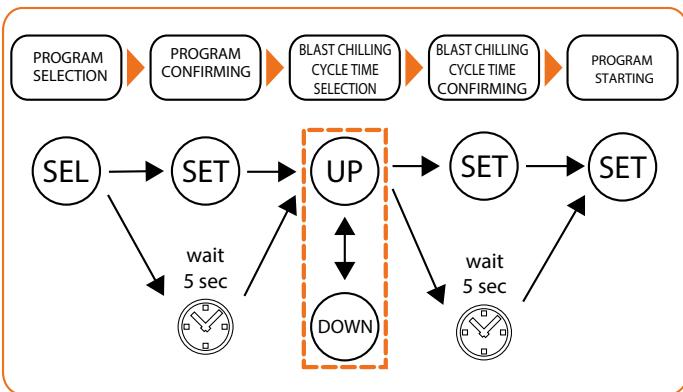 PROGRAM
SELECTION
PROGRAM
CONFIRMING
BLAST CHILLING
CYCLE TIME
SELECTION
BLAST CHILLING
CYCLE TIME
CONFIRMING
PROGRAM
STARTING
SEL
SET
UP
SET
SET
wait
5 sec
DOWN
wait
5 sec